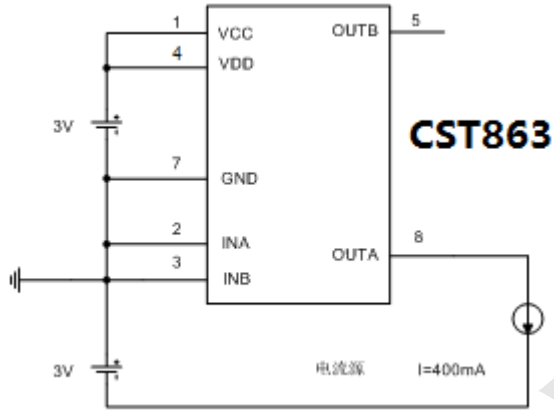 1 VCC OUTB 5
4 VDD
3V
CST863
7 GND
2 INA
OUTA 8
3 INB
3V 电流源 I=400mA